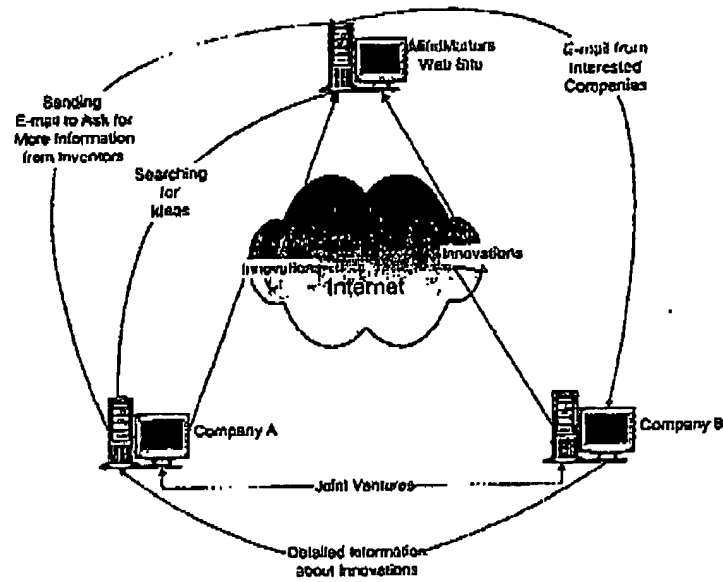 MindMatters
Web Site
E-mail from
Interested
Companies
Sending
E-mail to Ask for
More Information
from Inventors
Searching
for
Ideas
Innovations
Innovations
Internet
Company A
Company B
Joint Ventures
Detailed Information
about Innovations